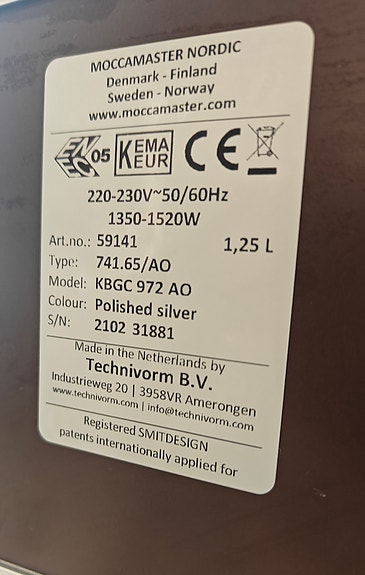 MOCCAMASTER NORDIC
Denmark - Finland
Sweden - Norway
www.moccamaster.com
ENEC 05 KEMA EUR CE
220-230V~50/60Hz
1350-1520W
Art.no.: 59141 1,25 L
Type: 741.65/AO
Model: KBGC 972 AO
Colour: Polished silver
S/N: 2102 31881
Made in the Netherlands by
Technivorm B.V.
Industrieweg 20 | 3958VR Amerongen
www.technivorm.com | info@technivorm.com
Registered SMITDESIGN
patents internationally applied for